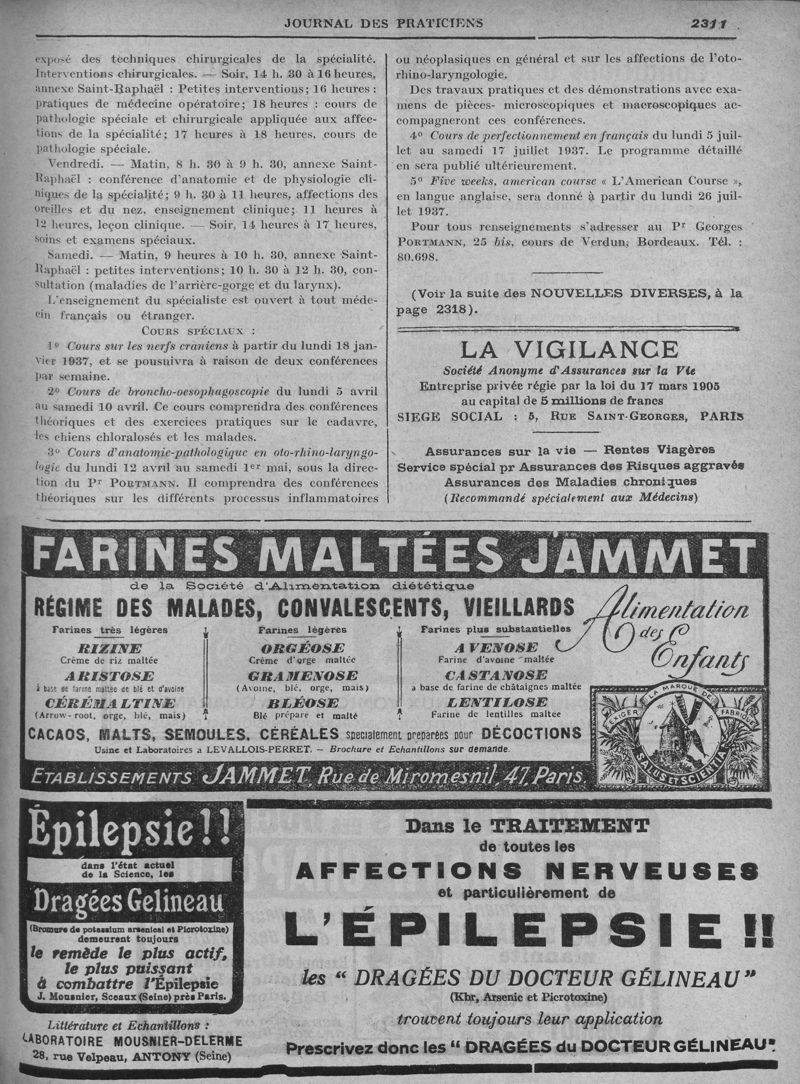 JOURNAL DES PRATICIENS
2311
exposé des techniques chirurgicales de la spécialité.
Interventions chirurgicales. — Soir, 14 h. 30 à 16 heures,
annexe Saint-Raphaël : Petites interventions; 16 heures :
pratiques de médecine opératoire; 18 heures : cours de
pathologie spéciale et chirurgicale appliquée aux affec-
tions de la spécialité; 17 heures à 18 heures, cours de
pathologie spéciale.
Vendredi. — Matin, 8 h. 30 à 9 h. 30, annexe Saint-
Raphaël : conférence d'anatomie et de physiologie cli-
niques de la spécialité; 9 h. 30 à 11 heures, affections des
oreilles et du nez, enseignement clinique; 11 heures à
12 heures, leçon clinique. — Soir, 14 heures à 17 heures,
soins et examens spéciaux.
Samedi. — Matin, 9 heures à 10 h. 30, annexe Saint-
Raphaël : petites interventions; 10 h. 30 à 12 h. 30, con-
sultation (maladies de l'arrière-gorge et du larynx).
L'enseignement du spécialiste est ouvert à tout méde-
cin français ou étranger.
COURS SPÉCIAUX :
1º Cours sur les nerfs craniens à partir du lundi 18 jan-
vier 1937, et se pousuivra à raison de deux conférences
par semaine.
2º Cours de broncho-oesophagoscopie du lundi 5 avril
au samedi 10 avril. Ce cours comprendra des conférences
théoriques et des exercices pratiques sur le cadavre,
les chiens chloralosés et les malades.
3º Cours d'anatomie-pathologique en oto-rhino-laryngo-
logie du lundi 12 avril au samedi 1er mai, sous la direc-
tion du Pr PORTMANN. Il comprendra des conférences
théoriques sur les différents processus inflammatoires
ou néoplasiques en général et sur les affections de l'oto-
rhino-laryngologie.
Des travaux pratiques et des démonstrations avec exa-
mens de pièces- microscopiques et macroscopiques ac-
compagneront ces conférences.
4º Cours de perfectionnement en français du lundi 5 juil-
let au samedi 17 juillet 1937. Le programme détaillé
en sera publié ultérieurement.
5º Five weeks, american course « L'American Course »,
en langue anglaise, sera donné à partir du lundi 26 juil-
let 1937.
Pour tous renseignements s'adresser au Pr Georges
PORTMANN, 25 bis, cours de Verdun, Bordeaux. Tél. :
80.698.
(Voir la suite des NOUVELLES DIVERSES, à la
page 2318).
LA VIGILANCE
Société Anonyme d'Assurances sur la Vie
Entreprise privée régie par la loi du 17 mars 1905
au capital de 5 millions de francs
SIEGE SOCIAL : 5, RUE SAINT-GEORGES, PARIS
Assurances sur la vie — Rentes Viagères
Service spécial pr Assurances des Risques aggravés
Assurances des Maladies chroniques
(Recommandé spécialement aux Médecins)
FARINES MALTÉES JAMMET
de la Société d'Alimentation diététique
RÉGIME DES MALADES, CONVALESCENTS, VIEILLARDS
Alimentation
des
Enfants
Farines très légères
RIZINE
Crème de riz maltée
ARISTOSE
à base de farine maltée de blé et d'avoine
CÉRÉMALTINE
(Arrow-root, orge, blé, mais)
Farines légères
ORGÉOSE
Crème d'orge maltée
GRAMENOSE
(Avoine, blé, orge, mais)
BLÉOSE
Blé préparé et malté
Farines plus substantielles
AVENOSE
Farine d'avoine maltée
CASTANOSE
a base de farine de châtaignes maltée
LENTILOSE
Farine de lentilles maltee
CACAOS, MALTS, SEMOULES, CÉRÉALES spécialement préparées pour DÉCOCTIONS
Usine et Laboratoires a LEVALLOIS-PERRET. — Brochure et Echantillons sur demande.
ETABLISSEMENTS JAMMET, Rue de Miromesnil, 47, Paris.
EXIGER LA MARQUE DE FABRIQUE
SALUS ET SCIENTIA
Épilepsie!!
dans l'état actuel
de la Science, les
Dragées Gelineau
(Bromure de potassium arsenical et Picrotoxine)
demeurent toujours
le remède le plus actif,
le plus puissant
à combattre l'Épilepsie
J. Mousnier, Sceaux (Seine) près Paris.
Littérature et Echantillons :
LABORATOIRE MOUSNIER-DELERME
28, rue Velpeau, ANTONY (Seine)
Dans le TRAITEMENT
de toutes les
AFFECTIONS NERVEUSES
et particulièrement de
L'ÉPILEPSIE!!
les “ DRAGÉES DU DOCTEUR GÉLINEAU ”
(Kbr, Arsenic et Picrotoxine)
trouvent toujours leur application
Prescrivez donc les “ DRAGÉES du DOCTEUR GÉLINEAU ”